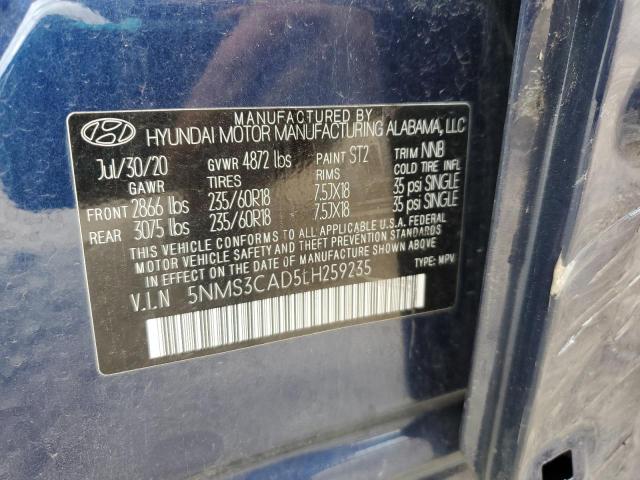 MANUFACTURED BY
HYUNDAI MOTOR MANUFACTURING ALABAMA, LLC
Jul/30/20 GVWR 4872 lbs PAINT ST2 TRIM NNB
GAWR TIRES RIMS COLD TIRE INFL
FRONT 2866 lbs 235/60R18 7.5JX18 35 psi SINGLE
REAR 3075 lbs 235/60R18 7.5JX18 35 psi SINGLE
THIS VEHICLE CONFORMS TO ALL APPLICABLE U.S.A. FEDERAL
MOTOR VEHICLE SAFETY AND THEFT PREVENTION STANDARDS
IN EFFECT ON THE DATE OF MANUFACTURE SHOWN ABOVE.
V.I.N 5NMS3CAD5LH259235 TYPE: MPV